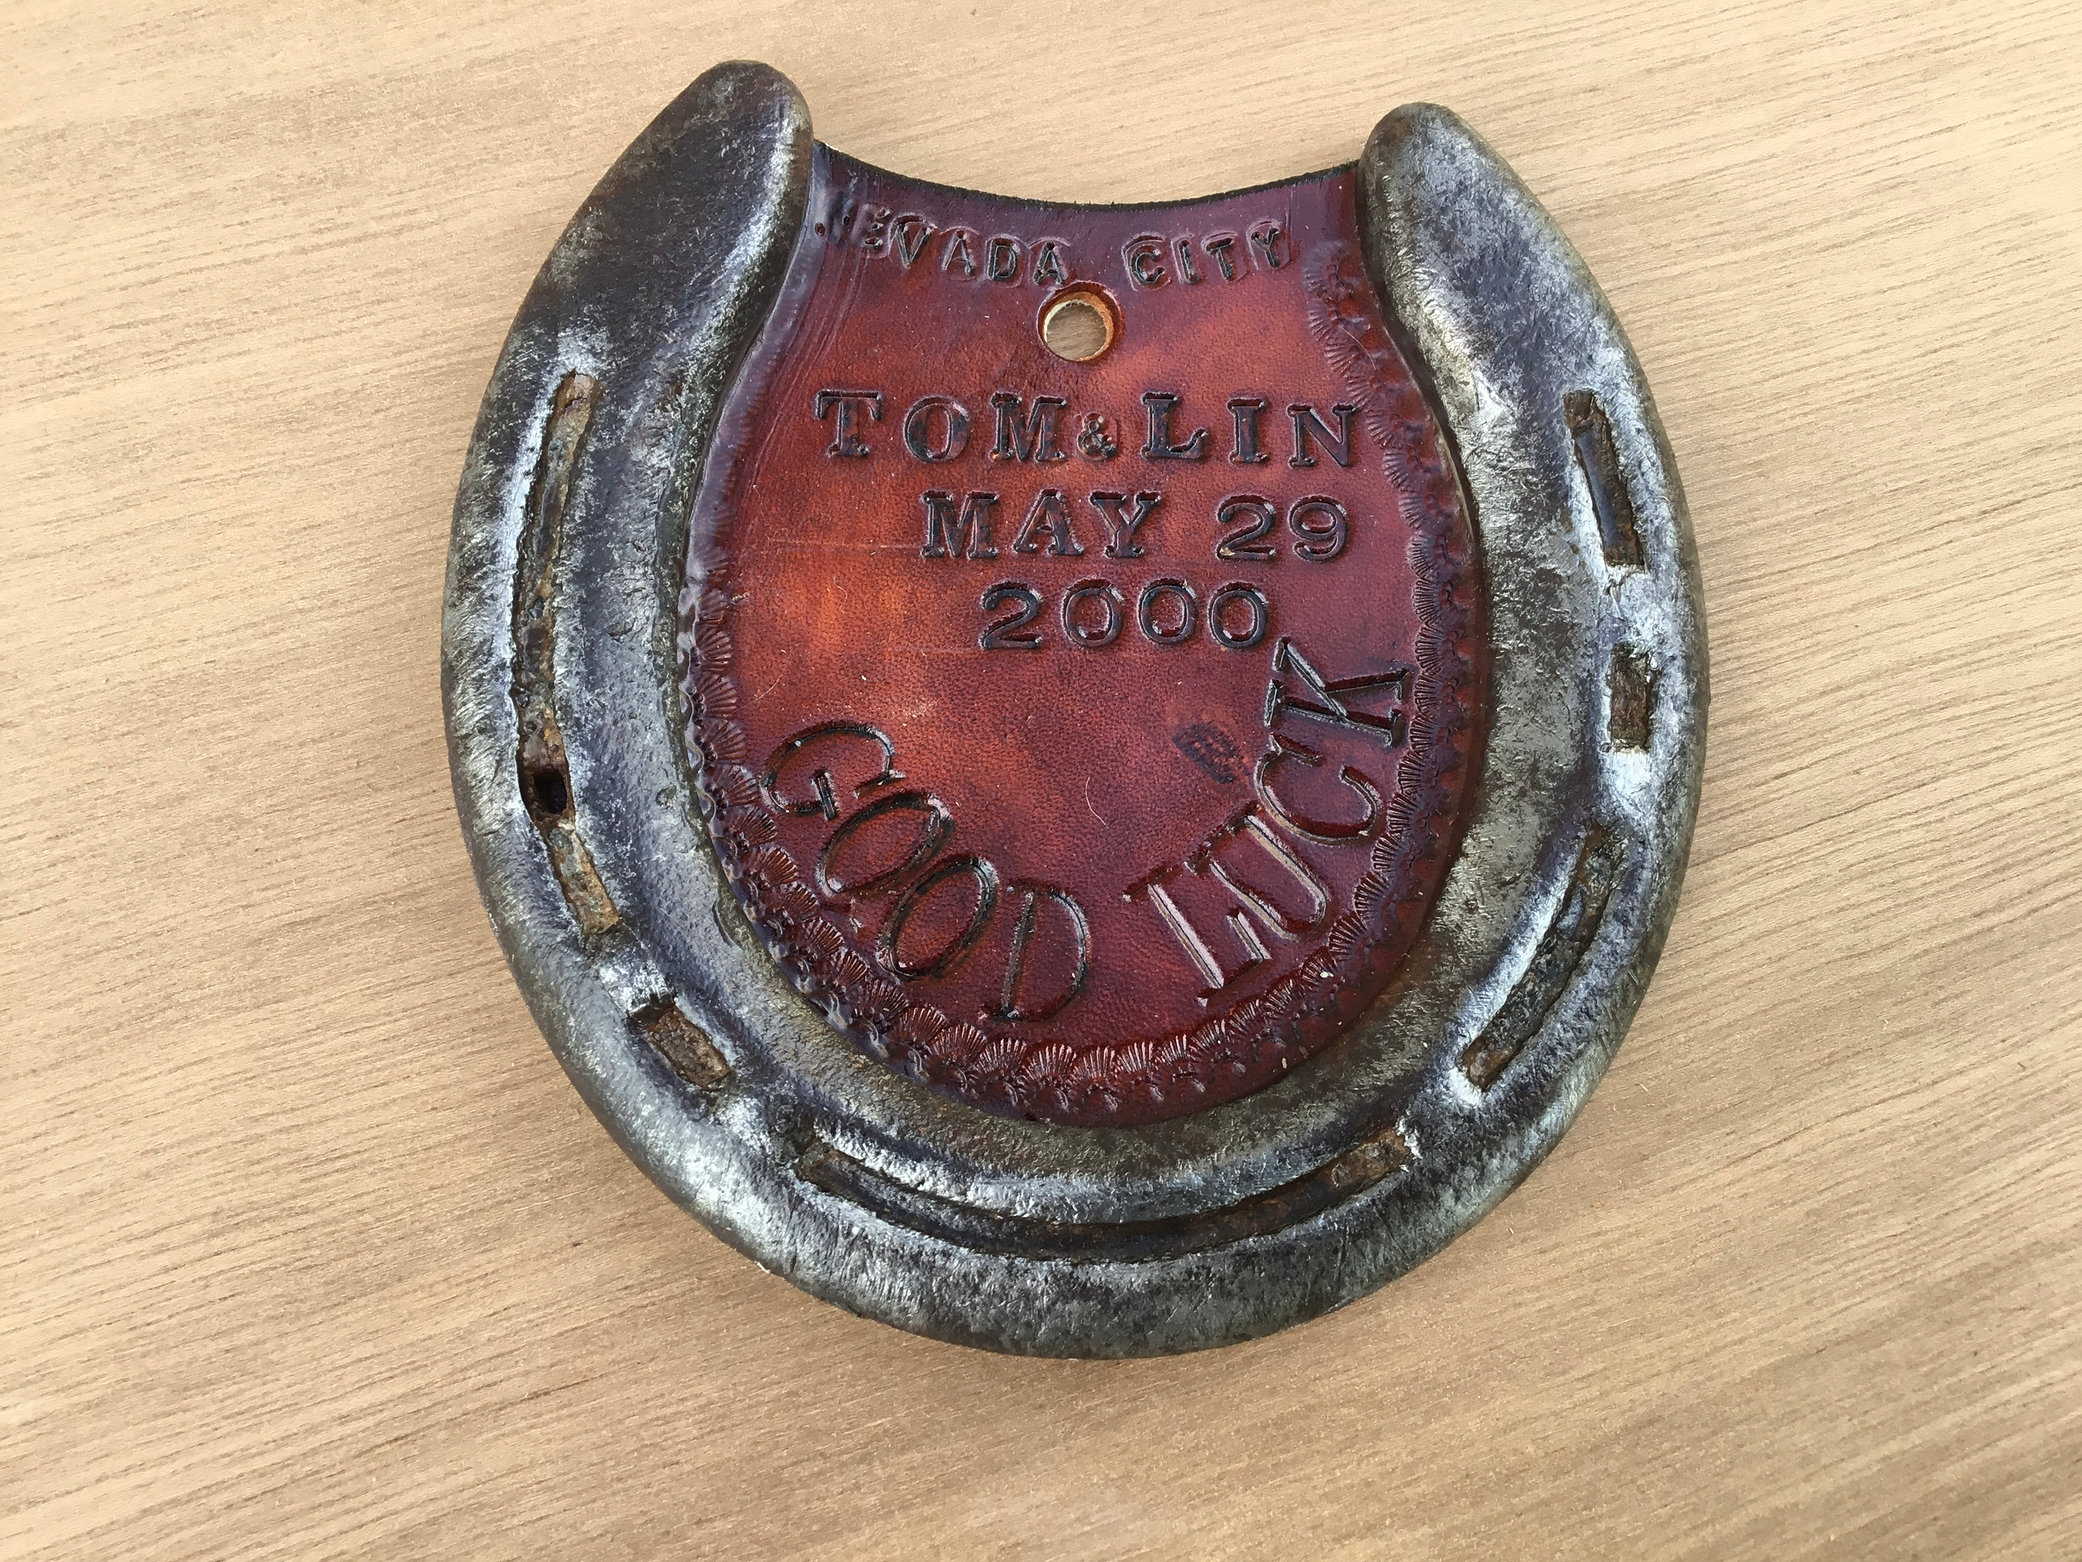 NEVADA CITY
TOM & LIN
MAY 29
2000
GOOD LUCK